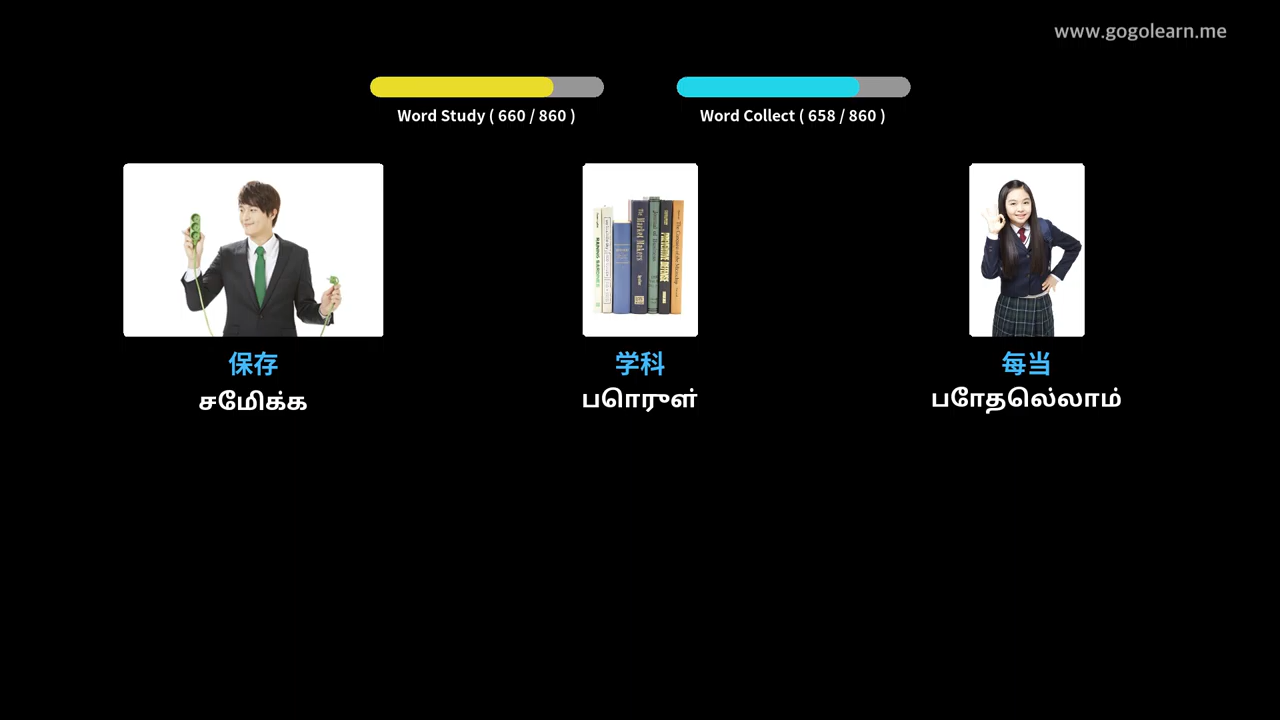 www.gogolearn.me
Word Study ( 660 / 860 )
Word Collect ( 658 / 860 )
保存
学科
每当
சமேிக்க
பொருள்
போதெல்லாம்